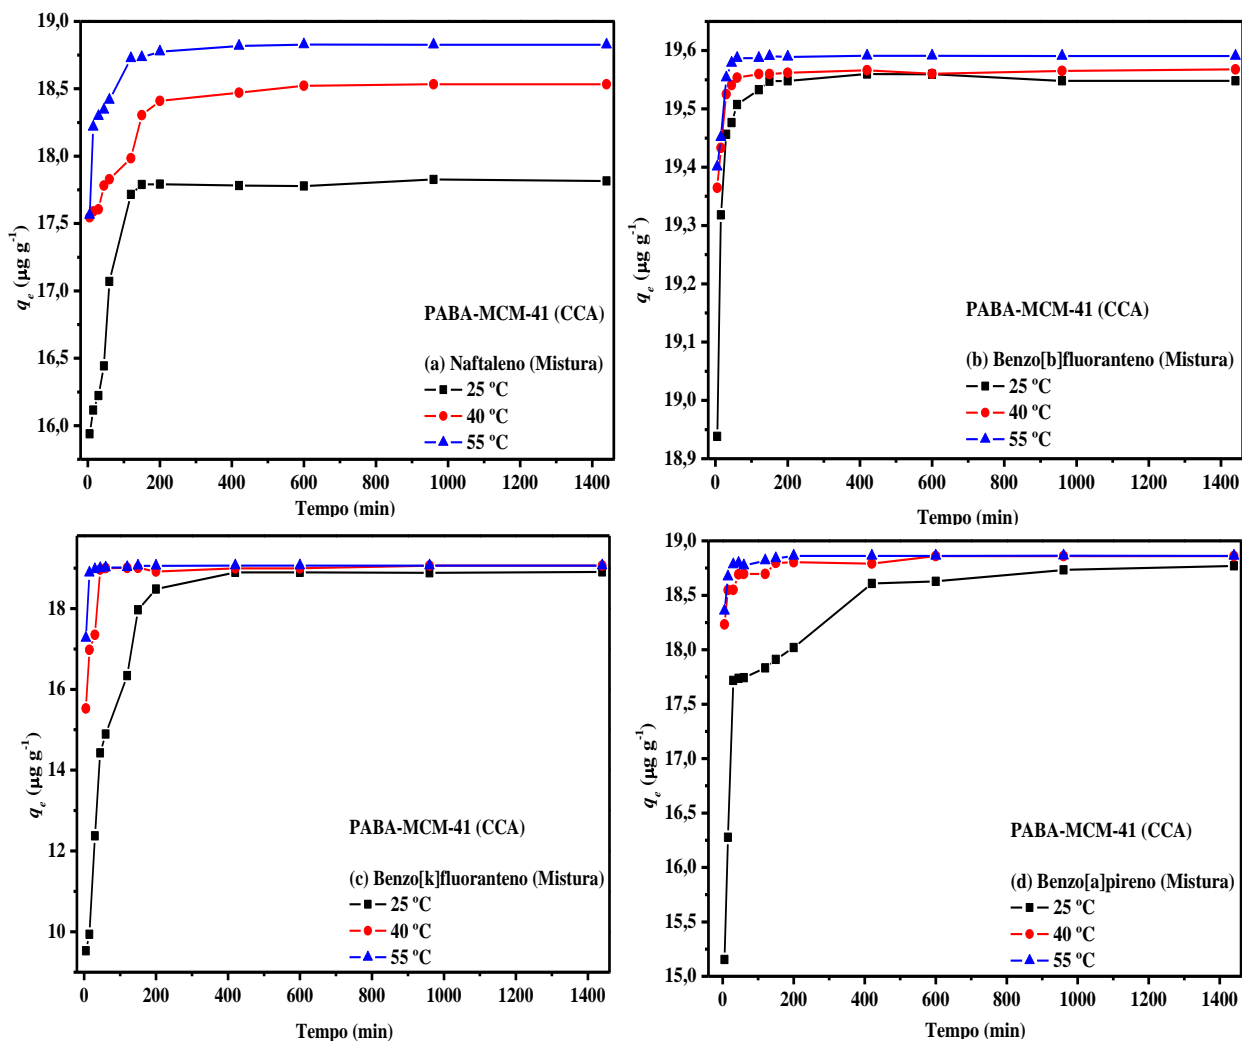 19,0
18,5
18,0
17,5
17,0
16,5
16,0
qe (µg g-1)
PABA-MCM-41 (CCA)
(a) Naftaleno (Mistura)
25 ºC
40 ºC
55 ºC
0 200 400 600 800 1000 1200 1400
Tempo (min)
19,6
19,5
19,4
19,3
19,2
19,1
19,0
18,9
qe (µg g-1)
PABA-MCM-41 (CCA)
(b) Benzo[b]fluoranteno (Mistura)
25 ºC
40 ºC
55 ºC
0 200 400 600 800 1000 1200 1400
Tempo (min)
18
16
14
12
10
qe (µg g-1)
PABA-MCM-41 (CCA)
(c) Benzo[k]fluoranteno (Mistura)
25 ºC
40 ºC
55 ºC
0 200 400 600 800 1000 1200 1400
Tempo (min)
19,0
18,5
18,0
17,5
17,0
16,5
16,0
15,5
15,0
qe (µg g-1)
PABA-MCM-41 (CCA)
(d) Benzo[a]pireno (Mistura)
25 ºC
40 ºC
55 ºC
0 200 400 600 800 1000 1200 1400
Tempo (min)